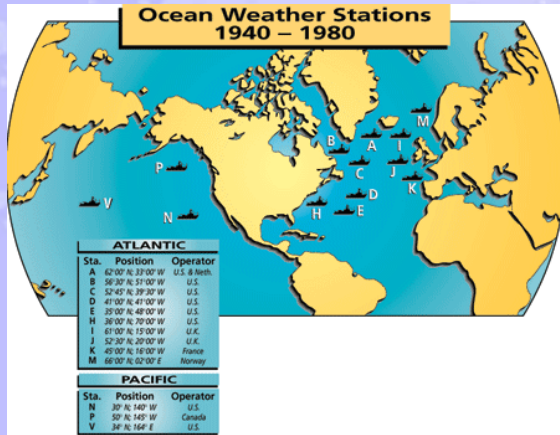 Ocean Weather Stations
1940 – 1980
M
B
A
I
P
C
J
K
V
D
N
H
E
ATLANTIC
Sta. Position Operator
A 62°00' N; 33°00' W U.S. & Neth.
B 56°30' N; 51°00' W U.S.
C 52°45' N; 39°30' W U.S.
D 41°00' N; 41°00' W U.S.
E 35°00' N; 48°00' W U.S.
H 36°00' N; 70°00' W U.S.
I 61°00' N; 15°00' W U.K.
J 52°30' N; 20°00' W U.K.
K 45°00' N; 16°00' W France
M 66°00' N; 02°00' E Norway
PACIFIC
Sta. Position Operator
N 30° N; 140° W U.S.
P 50° N; 145° W Canada
V 34° N; 164° E U.S.